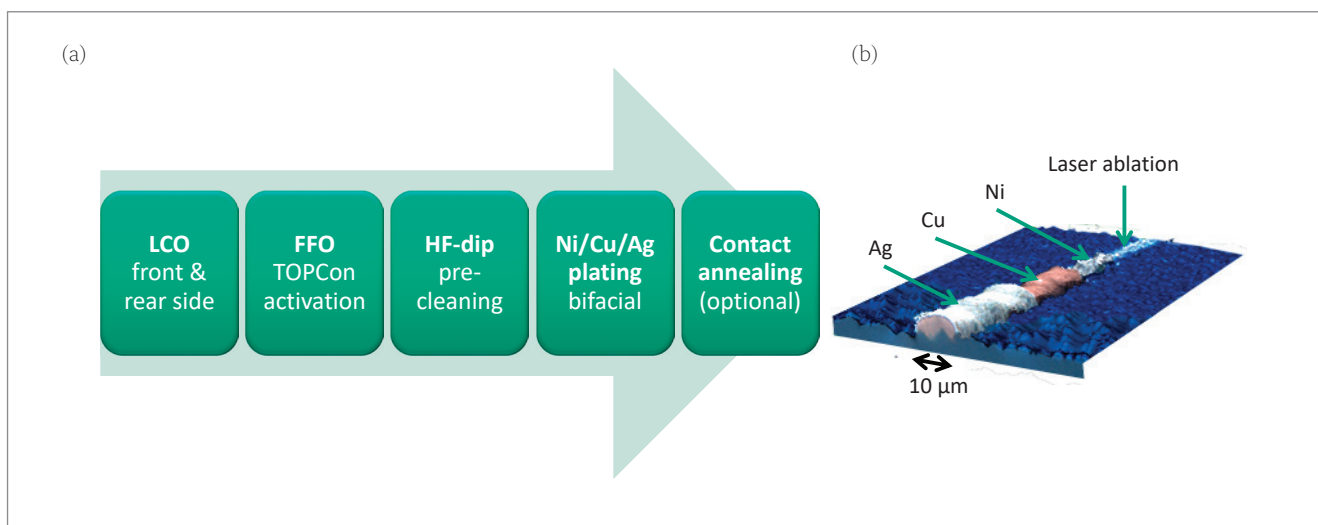 (a)
LCO
front &
rear side
FFO
TOPCon
activation
HF-dip
pre-
cleaning
Ni/Cu/Ag
plating
bifacial
Contact
annealing
(optional)
(b)
Laser ablation
Ni
Cu
Ag
10 μm